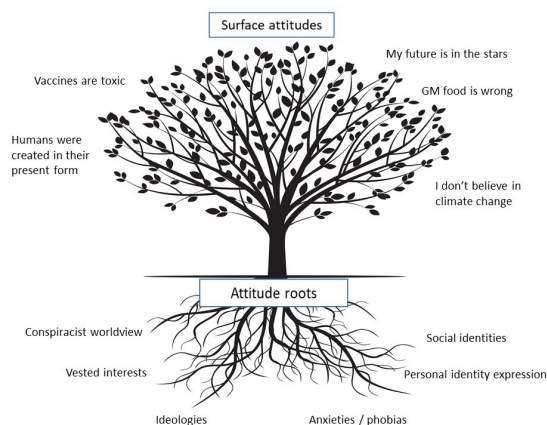 Surface attitudes
My future is in the stars
Vaccines are toxic
GM food is wrong
Humans were
created in their
present form
I don't believe in
climate change
Attitude roots
Conspiracist worldview
Social identities
Vested interests
Personal identity expression
Ideologies
Anxieties / phobias